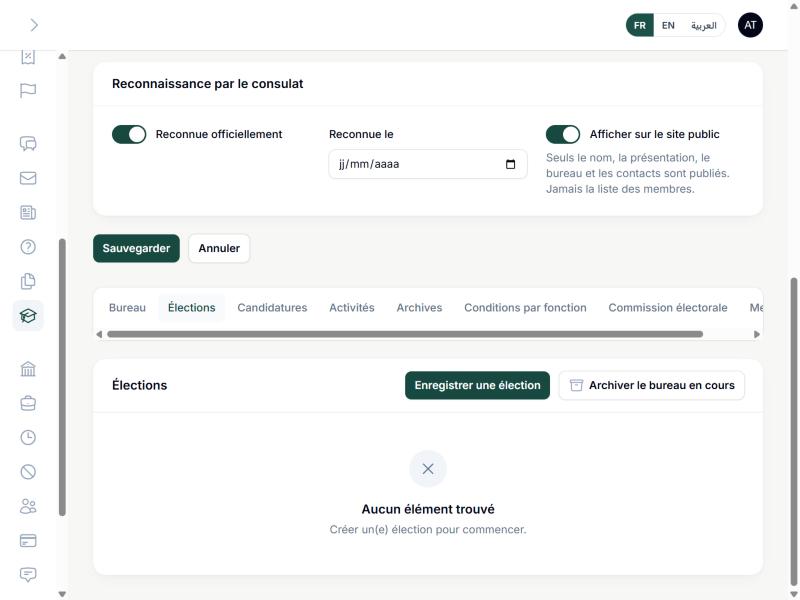 FR EN العربية AT
Reconnaissance par le consulat
Reconnue officiellement
Reconnue le
jj/mm/aaaa
Afficher sur le site public
Seuls le nom, la présentation, le
bureau et les contacts sont publiés.
Jamais la liste des membres.
Sauvegarder Annuler
Bureau Élections Candidatures Activités Archives Conditions par fonction Commission électorale Me
Élections
Enregistrer une élection Archiver le bureau en cours
Aucun élément trouvé
Créer un(e) élection pour commencer.